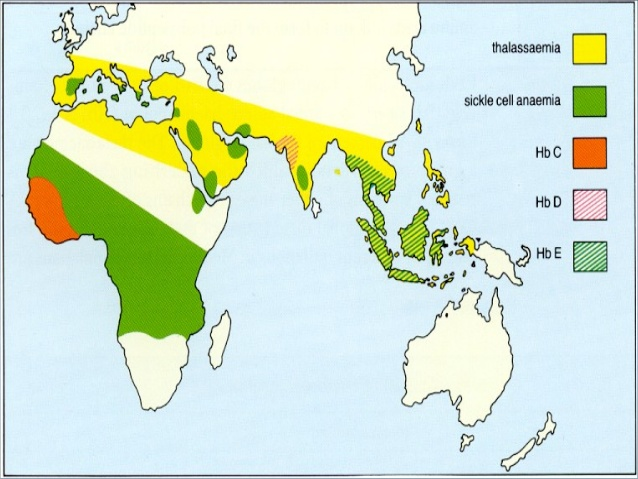 thalassaemia
sickle cell anaemia
Hb C
Hb D
Hb E